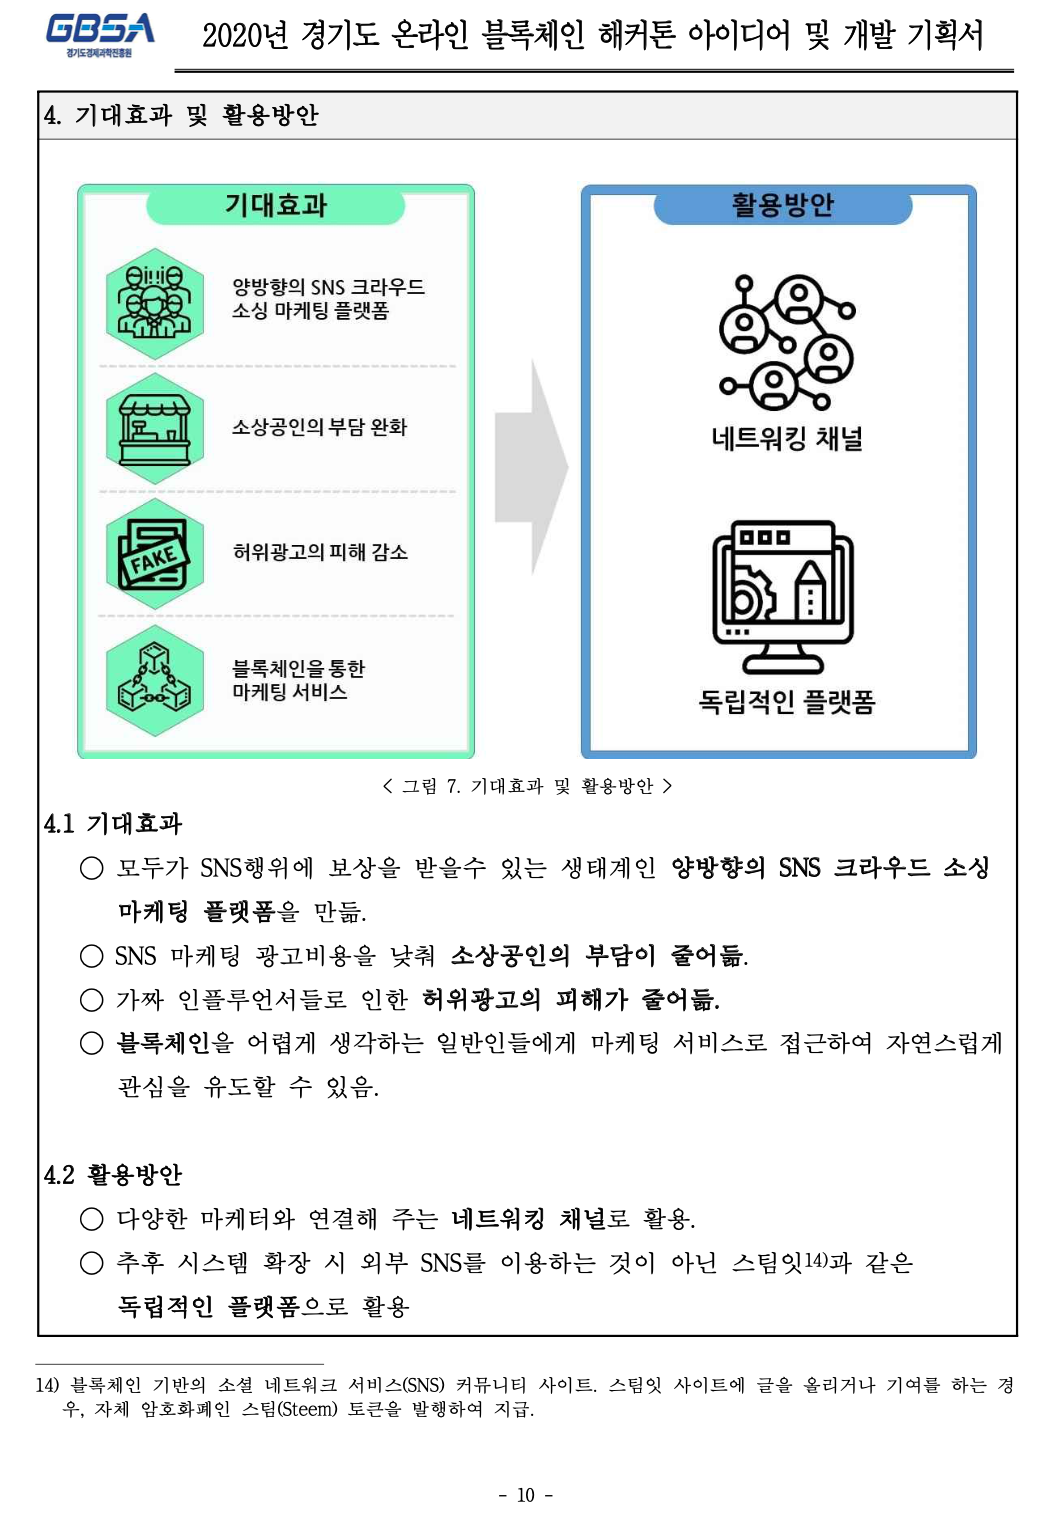 GBSA
경기도경제과학진흥원
2020년 경기도 온라인 블록체인 해커톤 아이디어 및 개발 기획서
4. 기대효과 및 활용방안
기대효과
양방향의 SNS 크라우드
소싱 마케팅 플랫폼
소상공인의 부담 완화
FAKE
허위광고의 피해 감소
블록체인을 통한
마케팅 서비스
활용방안
네트워킹 채널
독립적인 플랫폼
< 그림 7. 기대효과 및 활용방안 >
4.1 기대효과
○ 모두가 SNS행위에 보상을 받을수 있는 생태계인 양방향의 SNS 크라우드 소싱
마케팅 플랫폼을 만듦.
○ SNS 마케팅 광고비용을 낮춰 소상공인의 부담이 줄어듦.
○ 가짜 인플루언서들로 인한 허위광고의 피해가 줄어듦.
○ 블록체인을 어렵게 생각하는 일반인들에게 마케팅 서비스로 접근하여 자연스럽게
관심을 유도할 수 있음.
4.2 활용방안
○ 다양한 마케터와 연결해 주는 네트워킹 채널로 활용.
○ 추후 시스템 확장 시 외부 SNS를 이용하는 것이 아닌 스팀잇14)과 같은
독립적인 플랫폼으로 활용
14) 블록체인 기반의 소셜 네트워크 서비스(SNS) 커뮤니티 사이트. 스팀잇 사이트에 글을 올리거나 기여를 하는 경
우, 자체 암호화폐인 스팀(Steem) 토큰을 발행하여 지급.
- 10 -